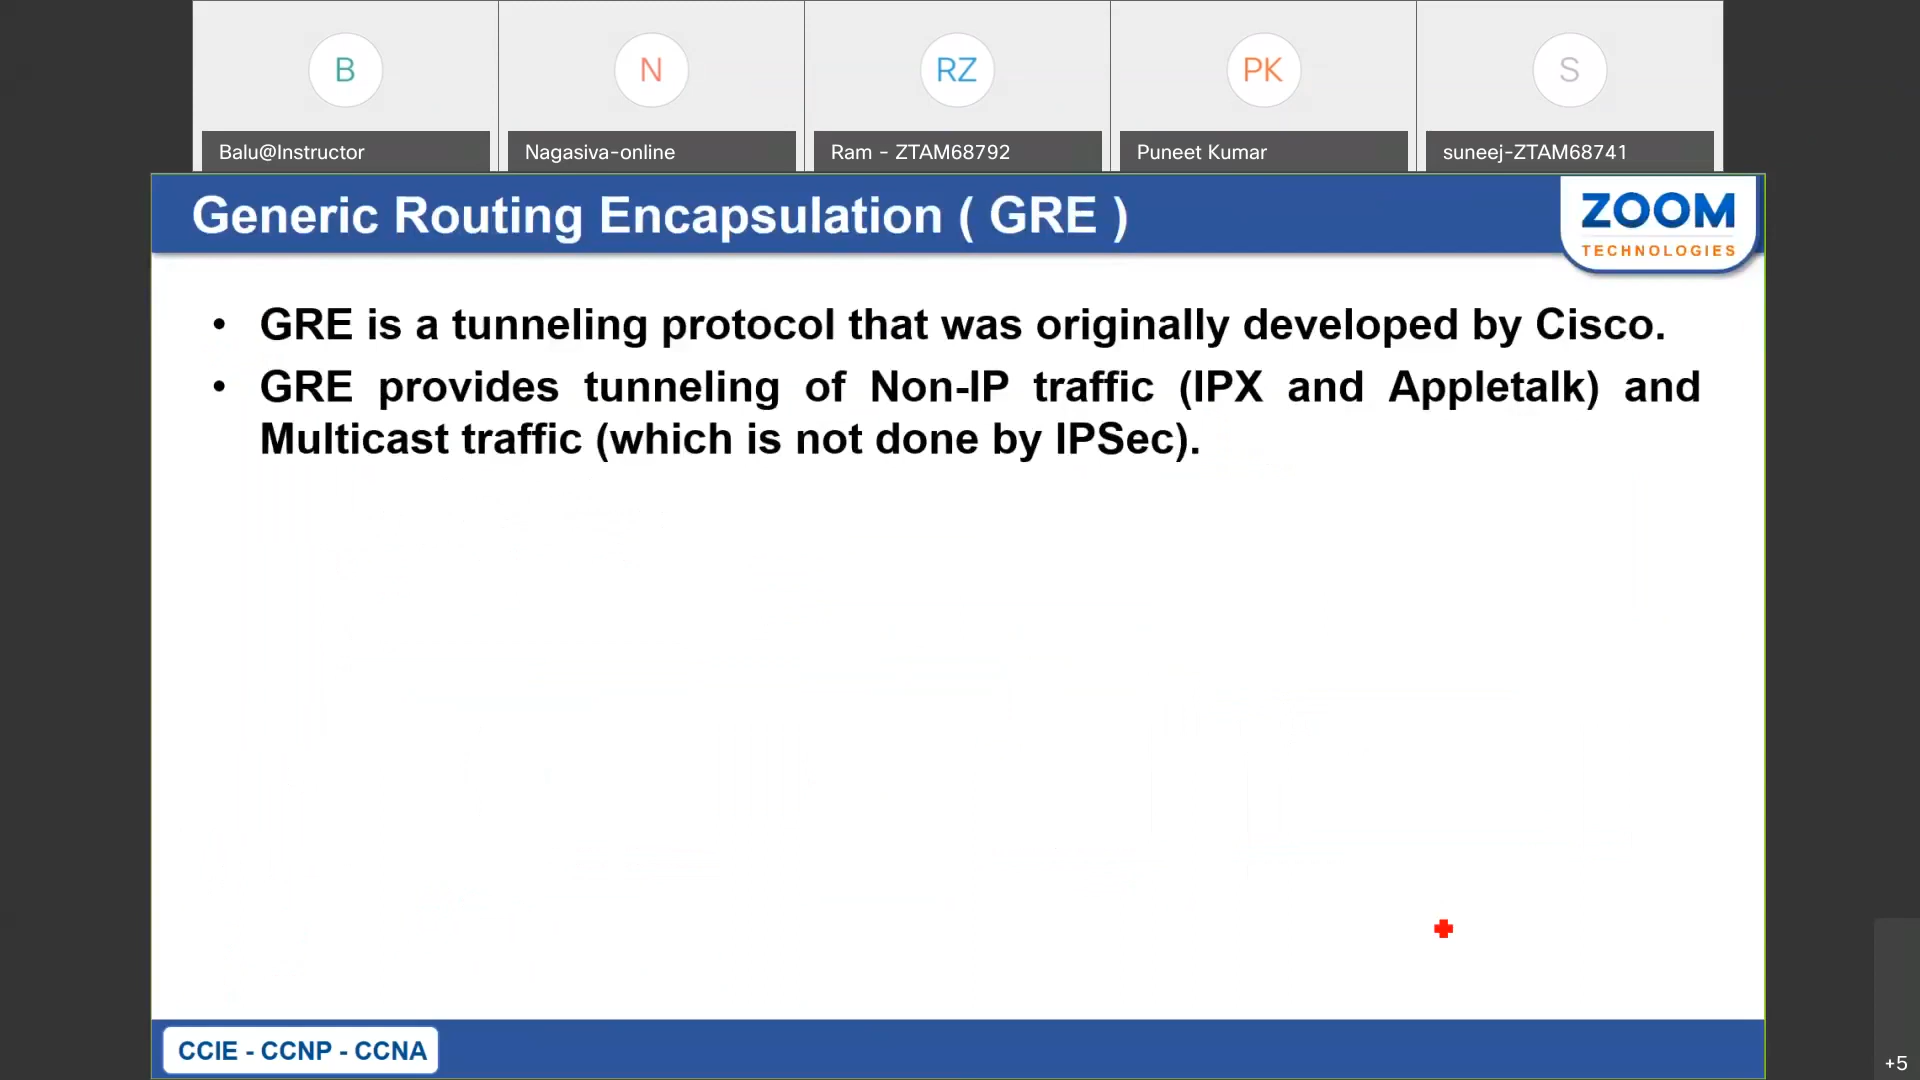 B
N
RZ
PK
S
Balu@Instructor
Nagasiva-online
Ram - ZTAM68792
Puneet Kumar
suneej-ZTAM68741
Generic Routing Encapsulation ( GRE )
ZOOM
TECHNOLOGIES
• GRE is a tunneling protocol that was originally developed by Cisco.
• GRE provides tunneling of Non-IP traffic (IPX and Appletalk) and
Multicast traffic (which is not done by IPSec).
CCIE - CCNP - CCNA
+5